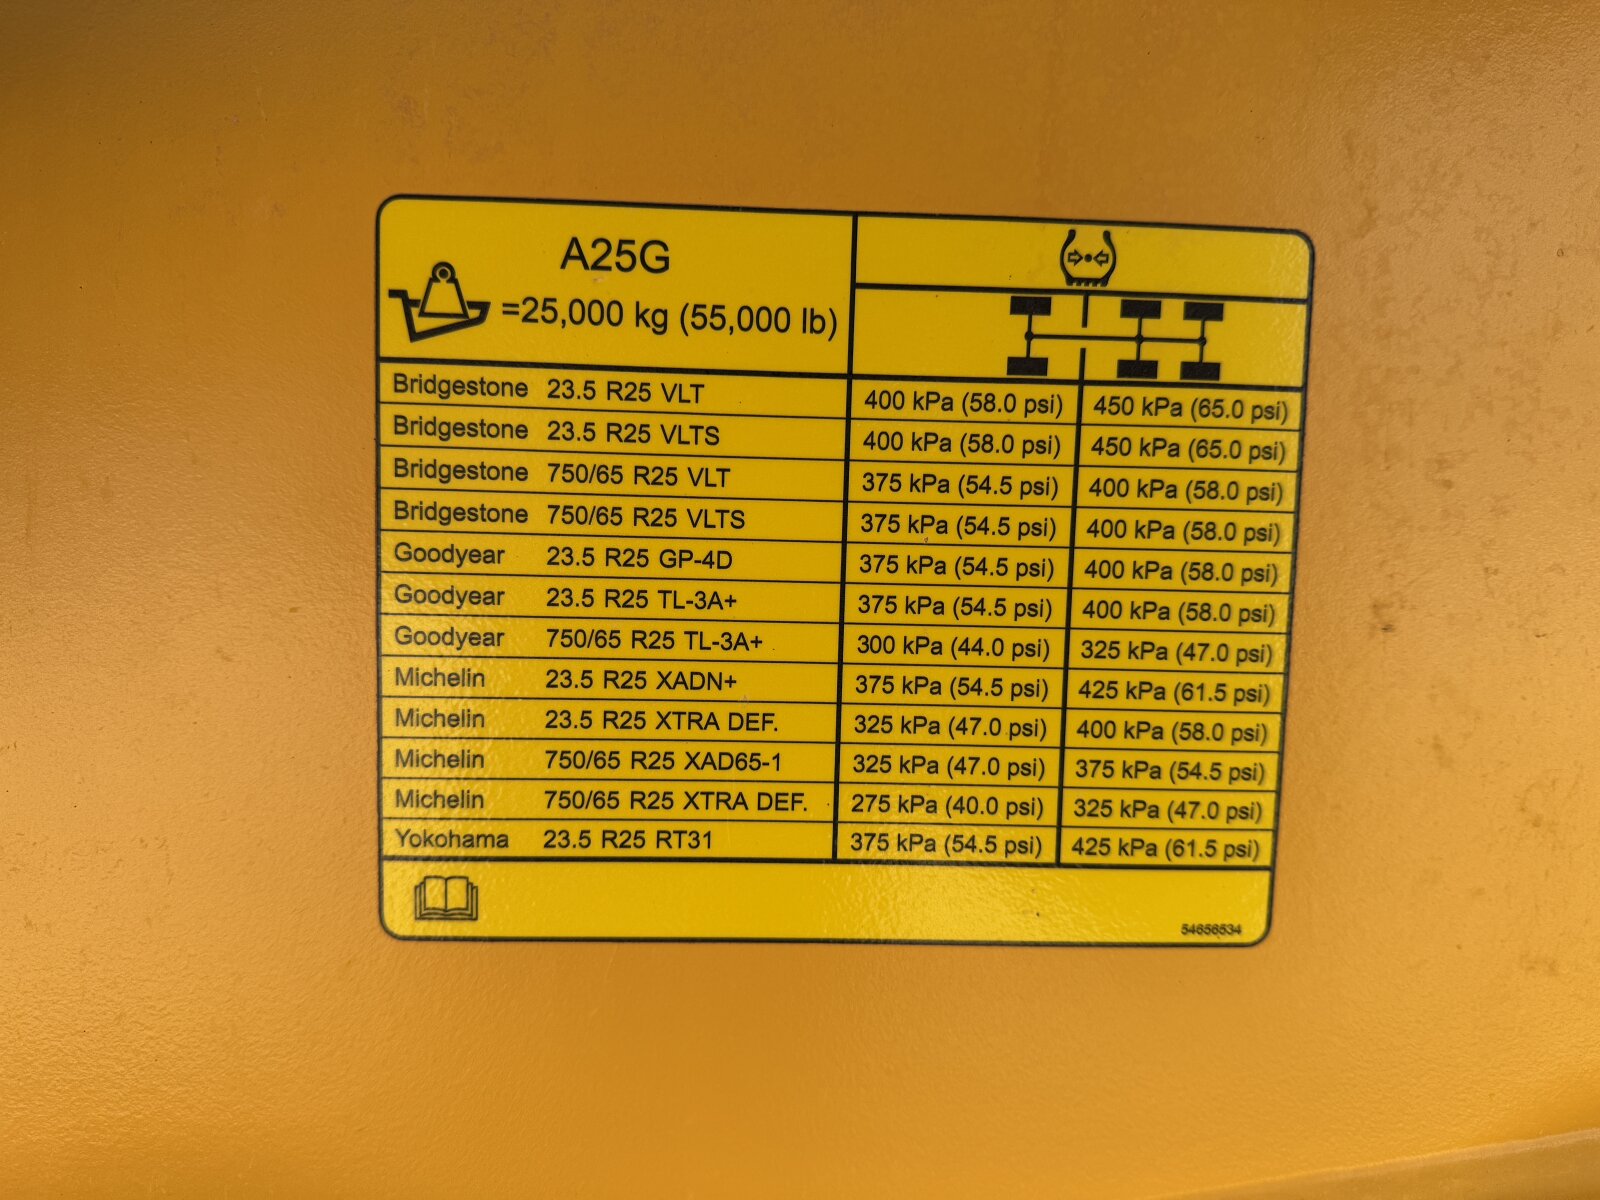 A25G
=25,000 kg (55,000 lb)
Bridgestone 23.5 R25 VLT 400 kPa (58.0 psi) 450 kPa (65.0 psi)
Bridgestone 23.5 R25 VLTS 400 kPa (58.0 psi) 450 kPa (65.0 psi)
Bridgestone 750/65 R25 VLT 375 kPa (54.5 psi) 400 kPa (58.0 psi)
Bridgestone 750/65 R25 VLTS 375 kPa (54.5 psi) 400 kPa (58.0 psi)
Goodyear 23.5 R25 GP-4D 375 kPa (54.5 psi) 400 kPa (58.0 psi)
Goodyear 23.5 R25 TL-3A+ 375 kPa (54.5 psi) 400 kPa (58.0 psi)
Goodyear 750/65 R25 TL-3A+ 300 kPa (44.0 psi) 325 kPa (47.0 psi)
Michelin 23.5 R25 XADN+ 375 kPa (54.5 psi) 425 kPa (61.5 psi)
Michelin 23.5 R25 XTRA DEF. 325 kPa (47.0 psi) 400 kPa (58.0 psi)
Michelin 750/65 R25 XAD65-1 325 kPa (47.0 psi) 375 kPa (54.5 psi)
Michelin 750/65 R25 XTRA DEF. 275 kPa (40.0 psi) 325 kPa (47.0 psi)
Yokohama 23.5 R25 RT31 375 kPa (54.5 psi) 425 kPa (61.5 psi)
54656534